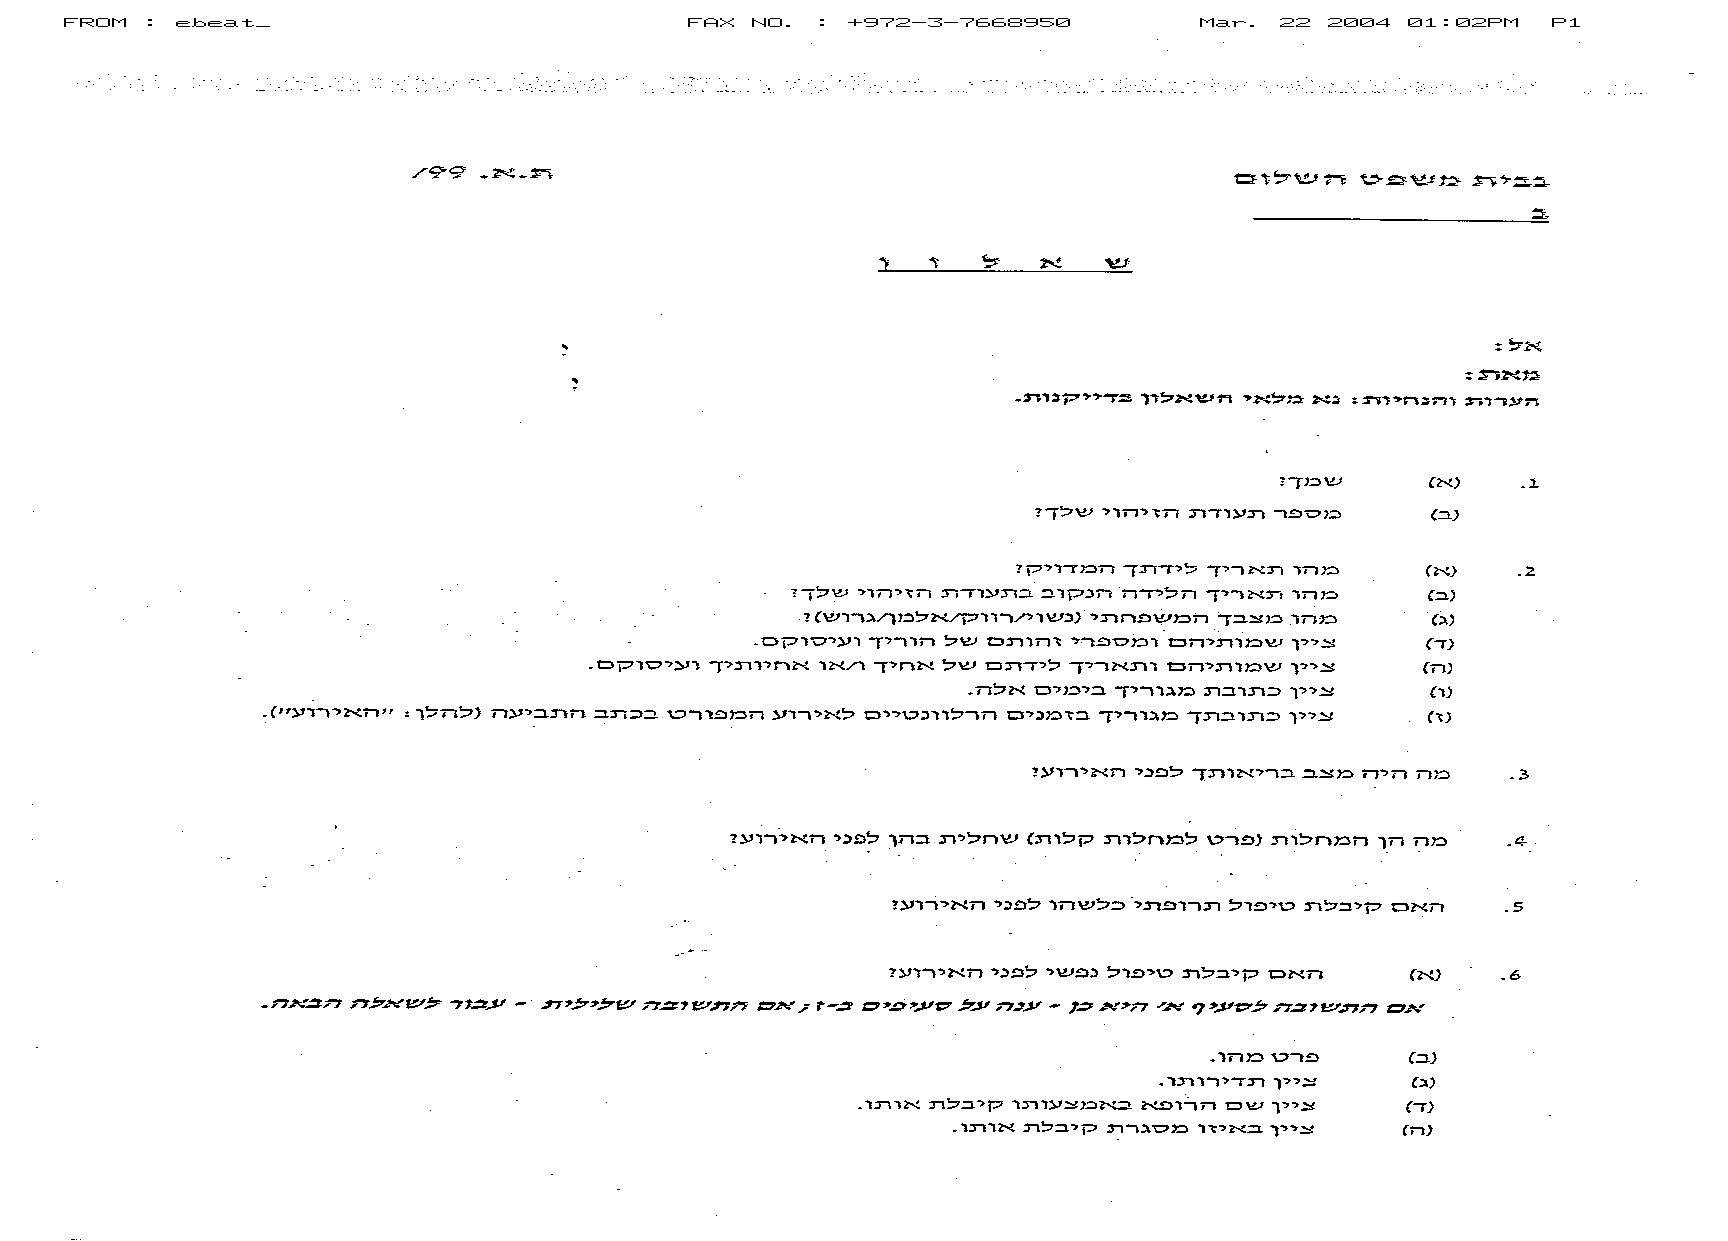 FROM : ebeat_ FAX NO. : +972-3-7668950 Mar. 22 2004 01:02PM P1
בבית משפט השלום ת.א. 99/
ב
ש א ל ו ן
אל: :
מאת: :
הערות והנחיות: נא מלאי השאלון בדייקנות.
1. (א) שמך?
(ב) מספר תעודת הזיהוי שלך?
2. (א) מהו תאריך לידתך המדויק?
(ב) מהו תאריך הלידה הנקוב בתעודת הזיהוי שלך?
(ג) מהו מצבך המשפחתי (נשוי/רווק/אלמן/גרוש)?
(ד) ציין שמותיהם ומספרי זהותם של הוריך ועיסוקם.
(ה) ציין שמותיהם ותאריך לידתם של אחיך ו/או אחיותיך ועיסוקם.
(ו) ציין כתובת מגוריך בימים אלה.
(ז) ציין כתובתך מגוריך בזמנים הרלוונטיים לאירוע המפורט בכתב התביעה (להלן: "האירוע").
3. מה היה מצב בריאותך לפני האירוע?
4. מה הן המחלות (פרט למחלות קלות) שחלית בהן לפני האירוע?
5. האם קיבלת טיפול תרופתי כלשהו לפני האירוע?
6. (א) האם קיבלת טיפול נפשי לפני האירוע?
אם התשובה לסעיף א' היא כן - ענה על סעיפים ב-ז; אם התשובה שלילית - עבור לשאלה הבאה.
(ב) פרט מהו.
(ג) ציין תדירותו.
(ד) ציין שם הרופא באמצעותו קיבלת אותו.
(ה) ציין באיזו מסגרת קיבלת אותו.